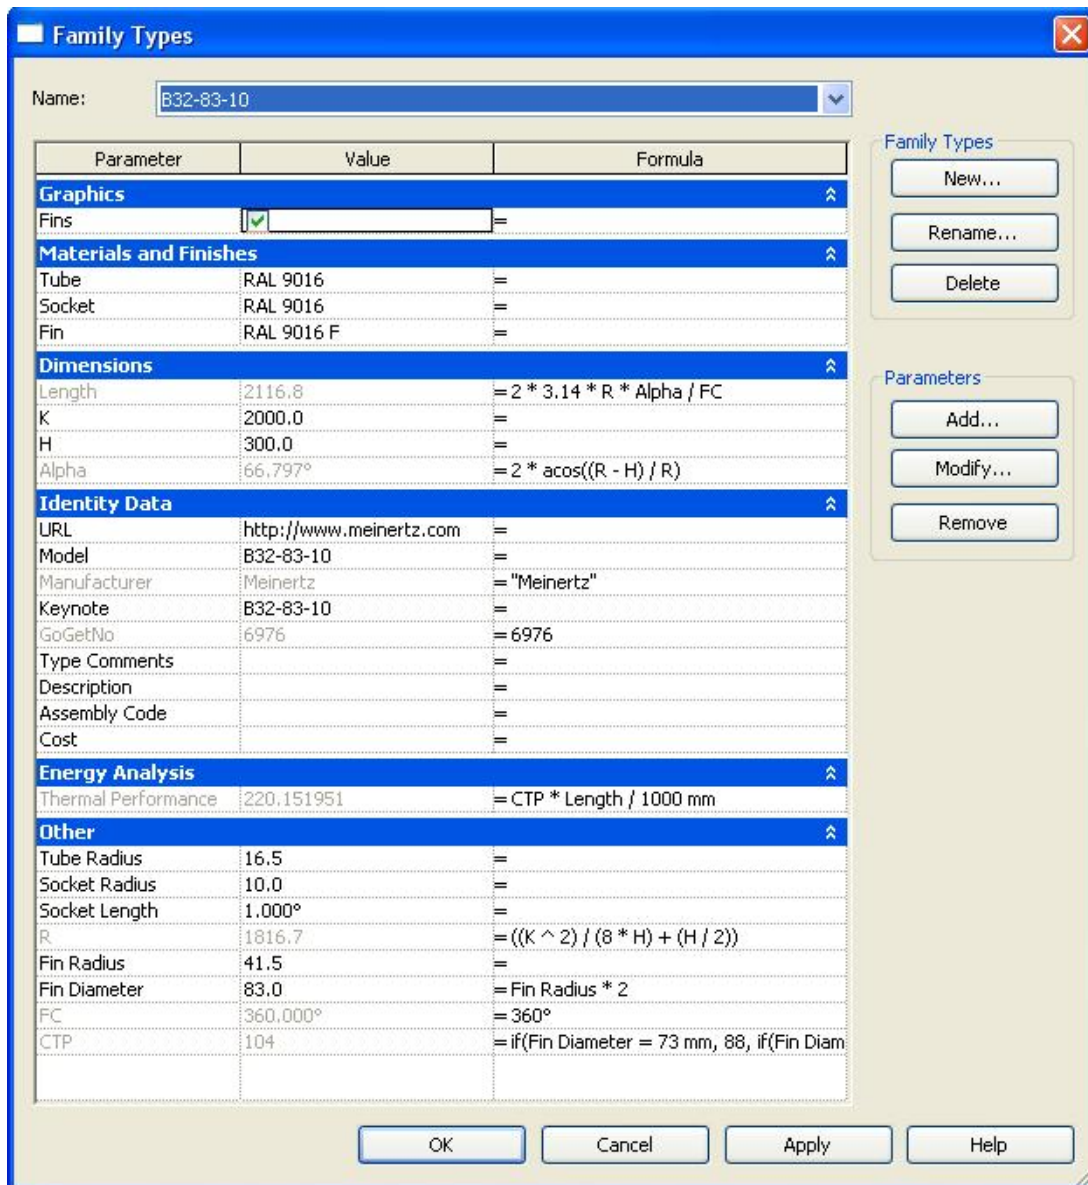 Family Types
Name: B32-83-10
Parameter Value Formula
Graphics
Fins =
Materials and Finishes
Tube RAL 9016 =
Socket RAL 9016 =
Fin RAL 9016 F =
Dimensions
Length 2116.8 = 2 * 3.14 * R * Alpha / FC
K 2000.0 =
H 300.0 =
Alpha 66.797° = 2 * acos((R - H) / R)
Identity Data
URL http://www.meinertz.com =
Model B32-83-10 =
Manufacturer Meinertz = "Meinertz"
Keynote B32-83-10 =
GoGetNo 6976 = 6976
Type Comments =
Description =
Assembly Code =
Cost =
Energy Analysis
Thermal Performance 220.151951 = CTP * Length / 1000 mm
Other
Tube Radius 16.5 =
Socket Radius 10.0 =
Socket Length 1.000° =
R 1816.7 = ((K ^ 2) / (8 * H) + (H / 2))
Fin Radius 41.5 =
Fin Diameter 83.0 = Fin Radius * 2
FC 360.000° = 360°
CTP 104 = if(Fin Diameter = 73 mm, 88, if(Fin Diam
Family Types
New...
Rename...
Delete
Parameters
Add...
Modify...
Remove
OK Cancel Apply Help